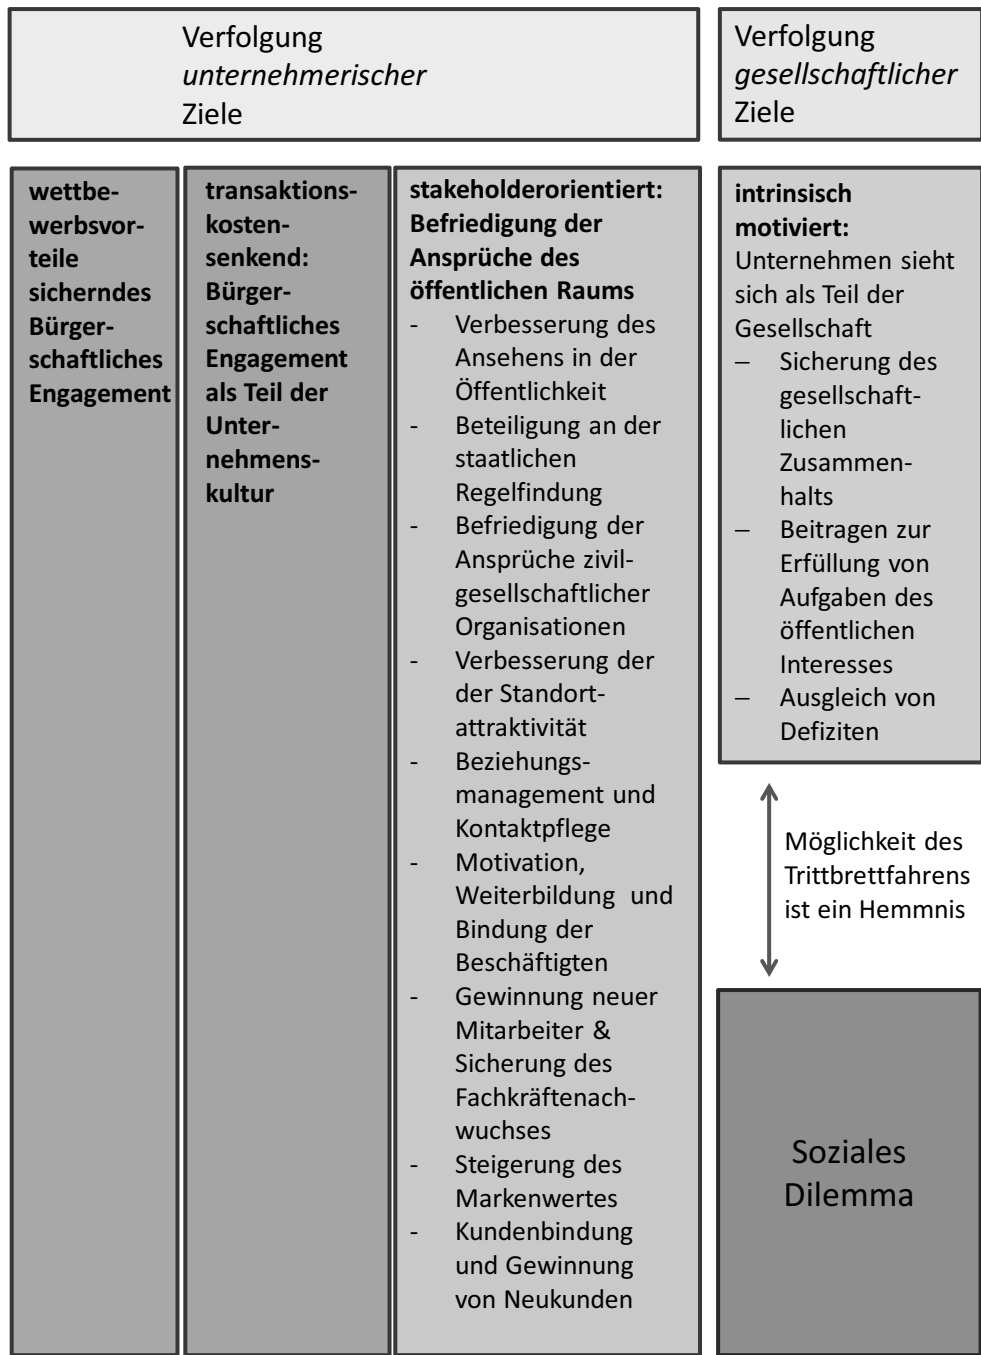 Verfolgung
unternehmerischer
Ziele
Verfolgung
gesellschaftlicher
Ziele
wettbe-
werbsvor-
teile
sicherndes
Bürger-
schaftliches
Engagement
transaktions-
kosten-
senkend:
Bürger-
schaftliches
Engagement
als Teil der
Unter-
nehmens-
kultur
stakeholderorientiert:
Befriedigung der
Ansprüche des
öffentlichen Raums
- Verbesserung des
Ansehens in der
Öffentlichkeit
- Beteiligung an der
staatlichen
Regelfindung
- Befriedigung der
Ansprüche zivil-
gesellschaftlicher
Organisationen
- Verbesserung der
der Standort-
attraktivität
- Beziehungs-
management und
Kontaktpflege
- Motivation,
Weiterbildung und
Bindung der
Beschäftigten
- Gewinnung neuer
Mitarbeiter &
Sicherung des
Fachkräftenach-
wuchses
- Steigerung des
Markenwertes
- Kundenbindung
und Gewinnung
von Neukunden
intrinsisch
motiviert:
Unternehmen sieht
sich als Teil der
Gesellschaft
– Sicherung des
gesellschaft-
lichen
Zusammen-
halts
– Beitragen zur
Erfüllung von
Aufgaben des
öffentlichen
Interesses
– Ausgleich von
Defiziten
Möglichkeit des
Trittbrettfahrens
ist ein Hemmnis
Soziales
Dilemma